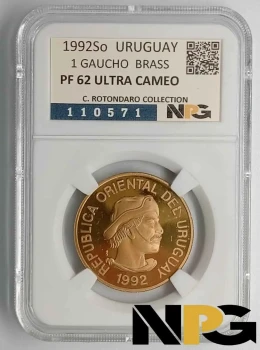 1992So URUGUAY
1 GAUCHO BRASS
PF 62 ULTRA CAMEO
C. ROTONDARO COLLECTION
110571
NPG
REPUBLICA ORIENTAL DEL URUGUAY
1992
NPG